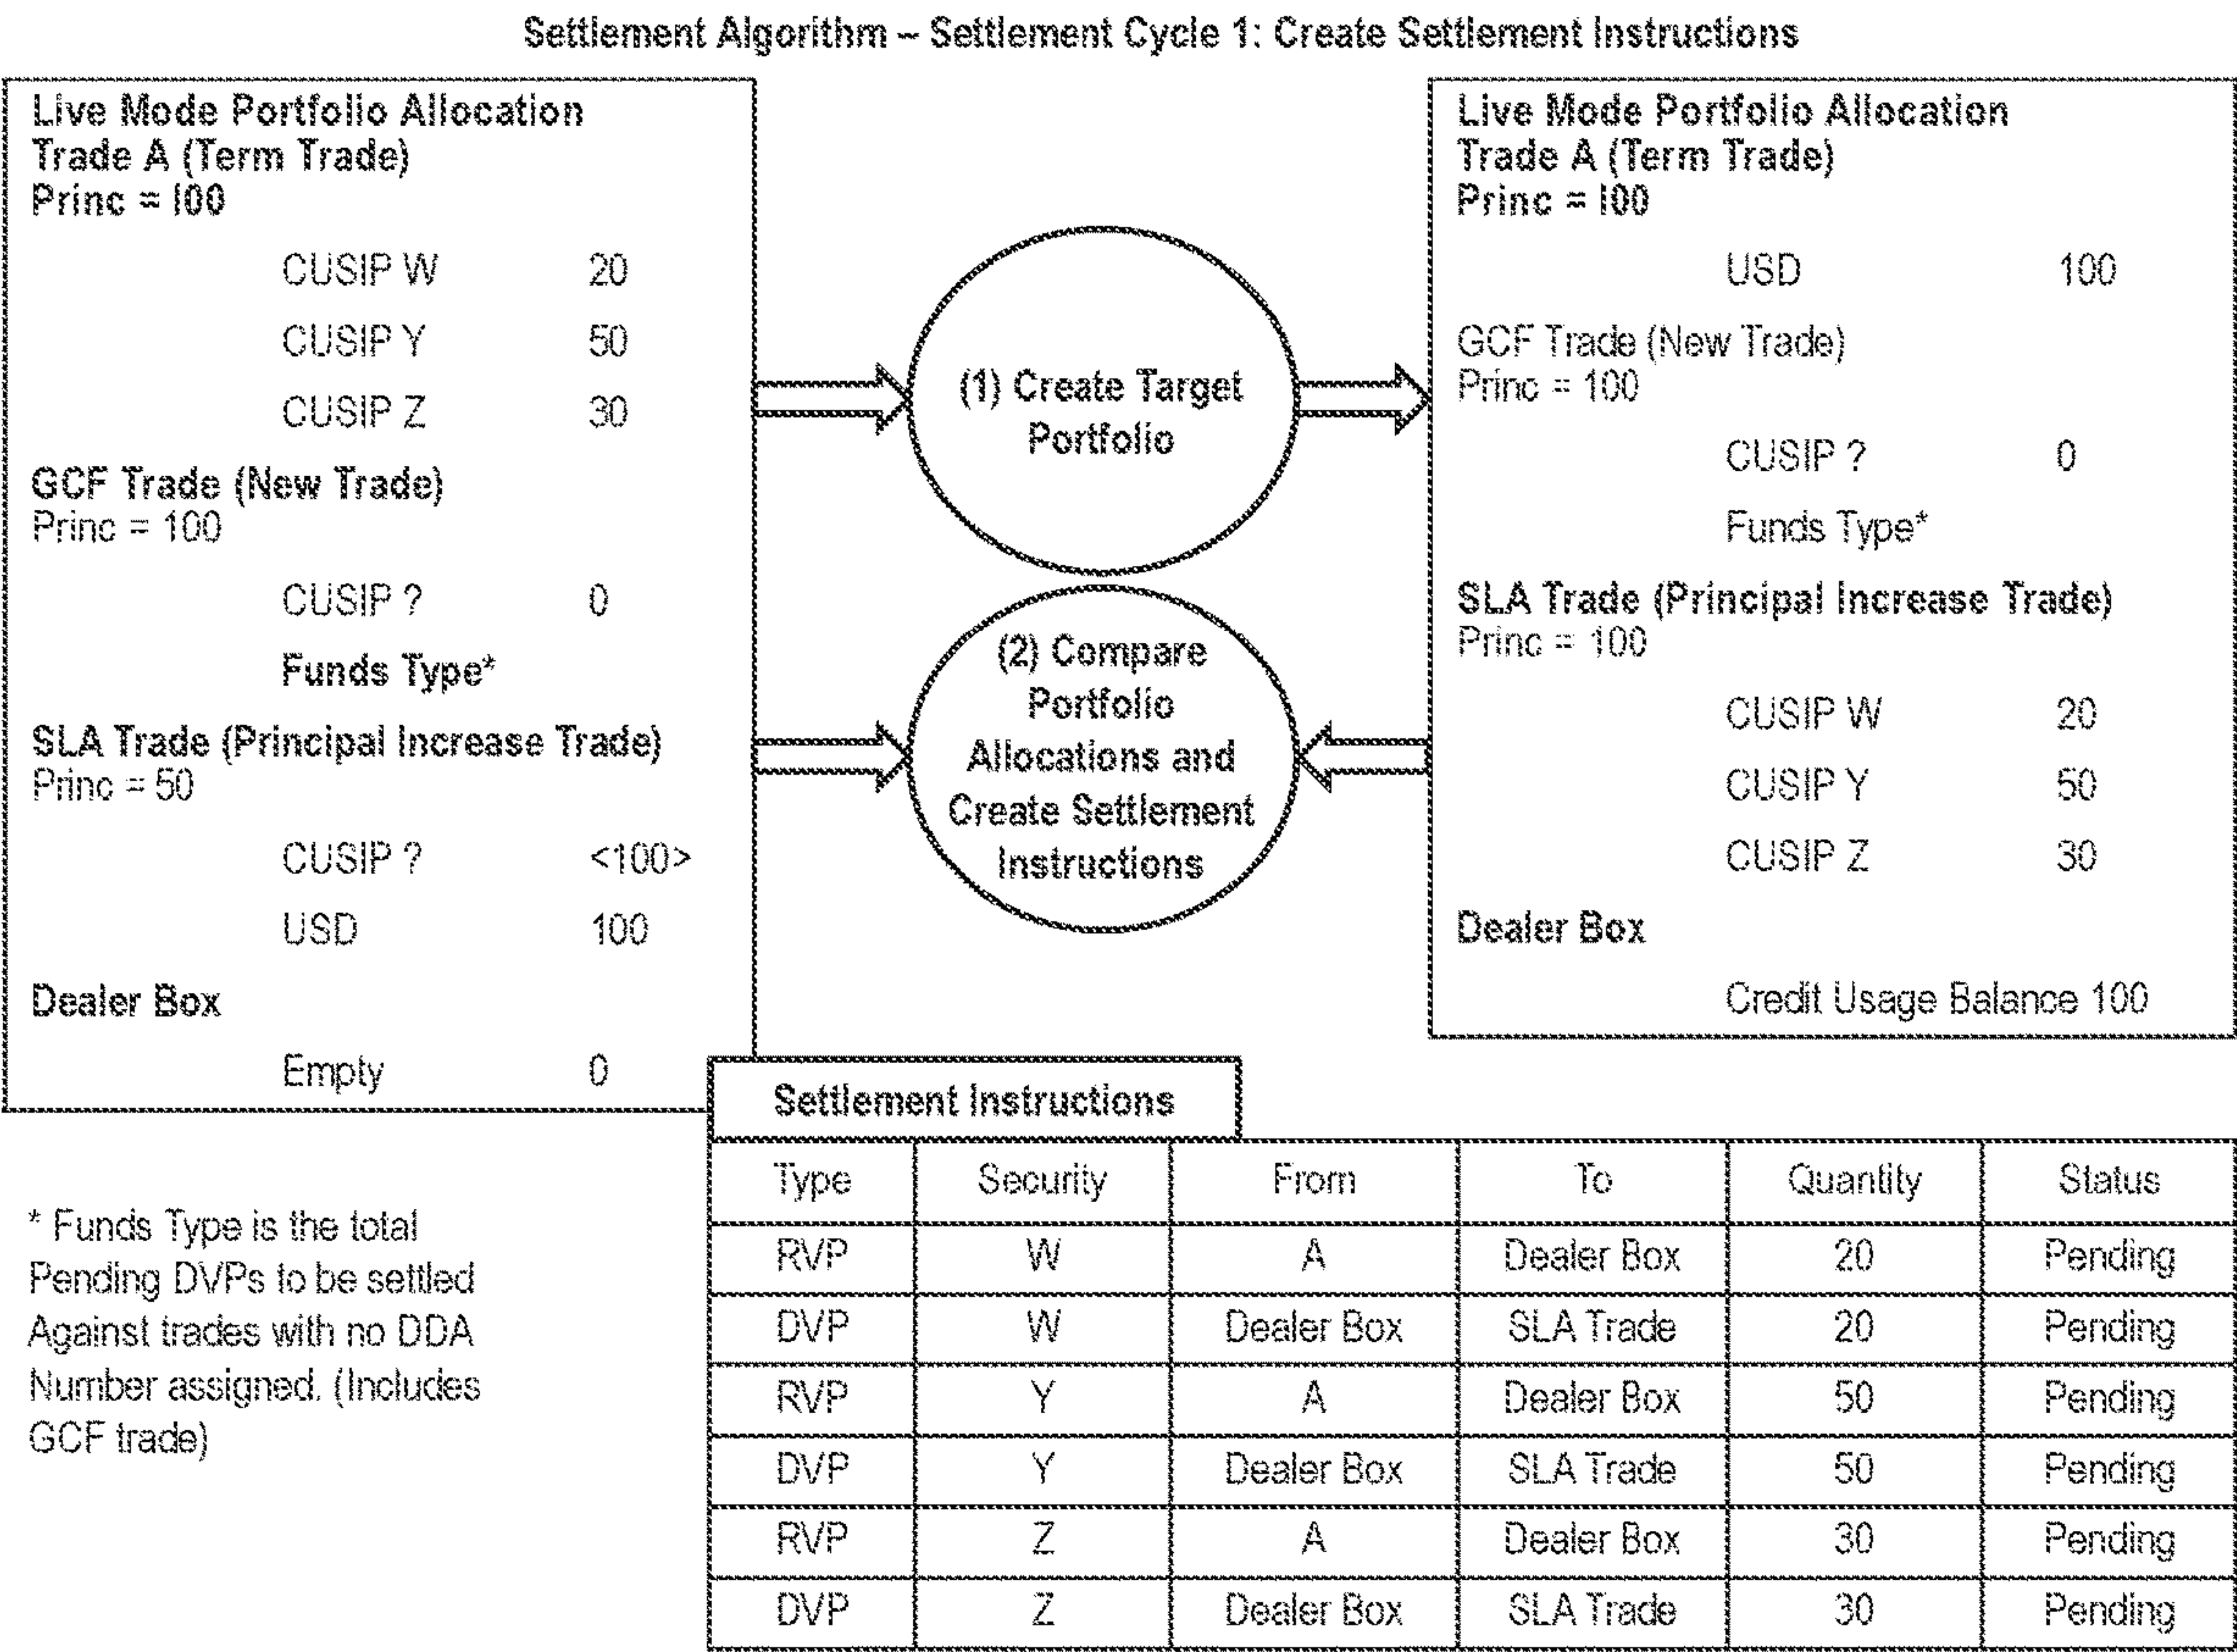 Settlement Algorithm – Settlement Cycle 1: Create Settlement Instructions
Live Mode Portfolio Allocation
Trade A (Term Trade)
Princ = I00
CUSIP W 20
CUSIP Y 50
CUSIP Z 30
GCF Trade (New Trade)
Princ = 100
CUSIP ? 0
Funds Type*
SLA Trade (Principal Increase Trade)
Princ = 50
CUSIP ? <100>
USD 100
Dealer Box
Empty 0
(1) Create Target
Portfolio
(2) Compare
Portfolio
Allocations and
Create Settlement
Instructions
Live Mode Portfolio Allocation
Trade A (Term Trade)
Princ = I00
USD 100
GCF Trade (New Trade)
Princ = 100
CUSIP ? 0
Funds Type*
SLA Trade (Principal Increase Trade)
Princ = 100
CUSIP W 20
CUSIP Y 50
CUSIP Z 30
Dealer Box
Credit Usage Balance 100
* Funds Type is the total
Pending DVPs to be settled
Against trades with no DDA
Number assigned. (Includes
GCF trade)
Settlement Instructions
Type Security From To Quantity Status
RVP W A Dealer Box 20 Pending
DVP W Dealer Box SLA Trade 20 Pending
RVP Y A Dealer Box 50 Pending
DVP Y Dealer Box SLA Trade 50 Pending
RVP Z A Dealer Box 30 Pending
DVP Z Dealer Box SLA Trade 30 Pending